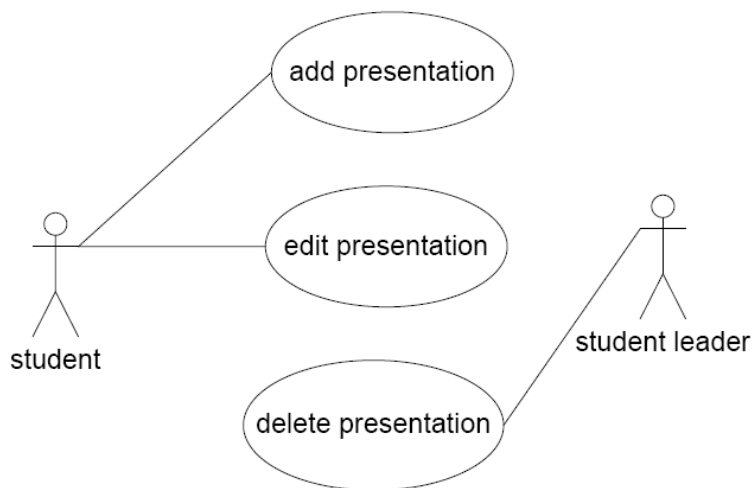 add presentation
edit presentation
student
student leader
delete presentation